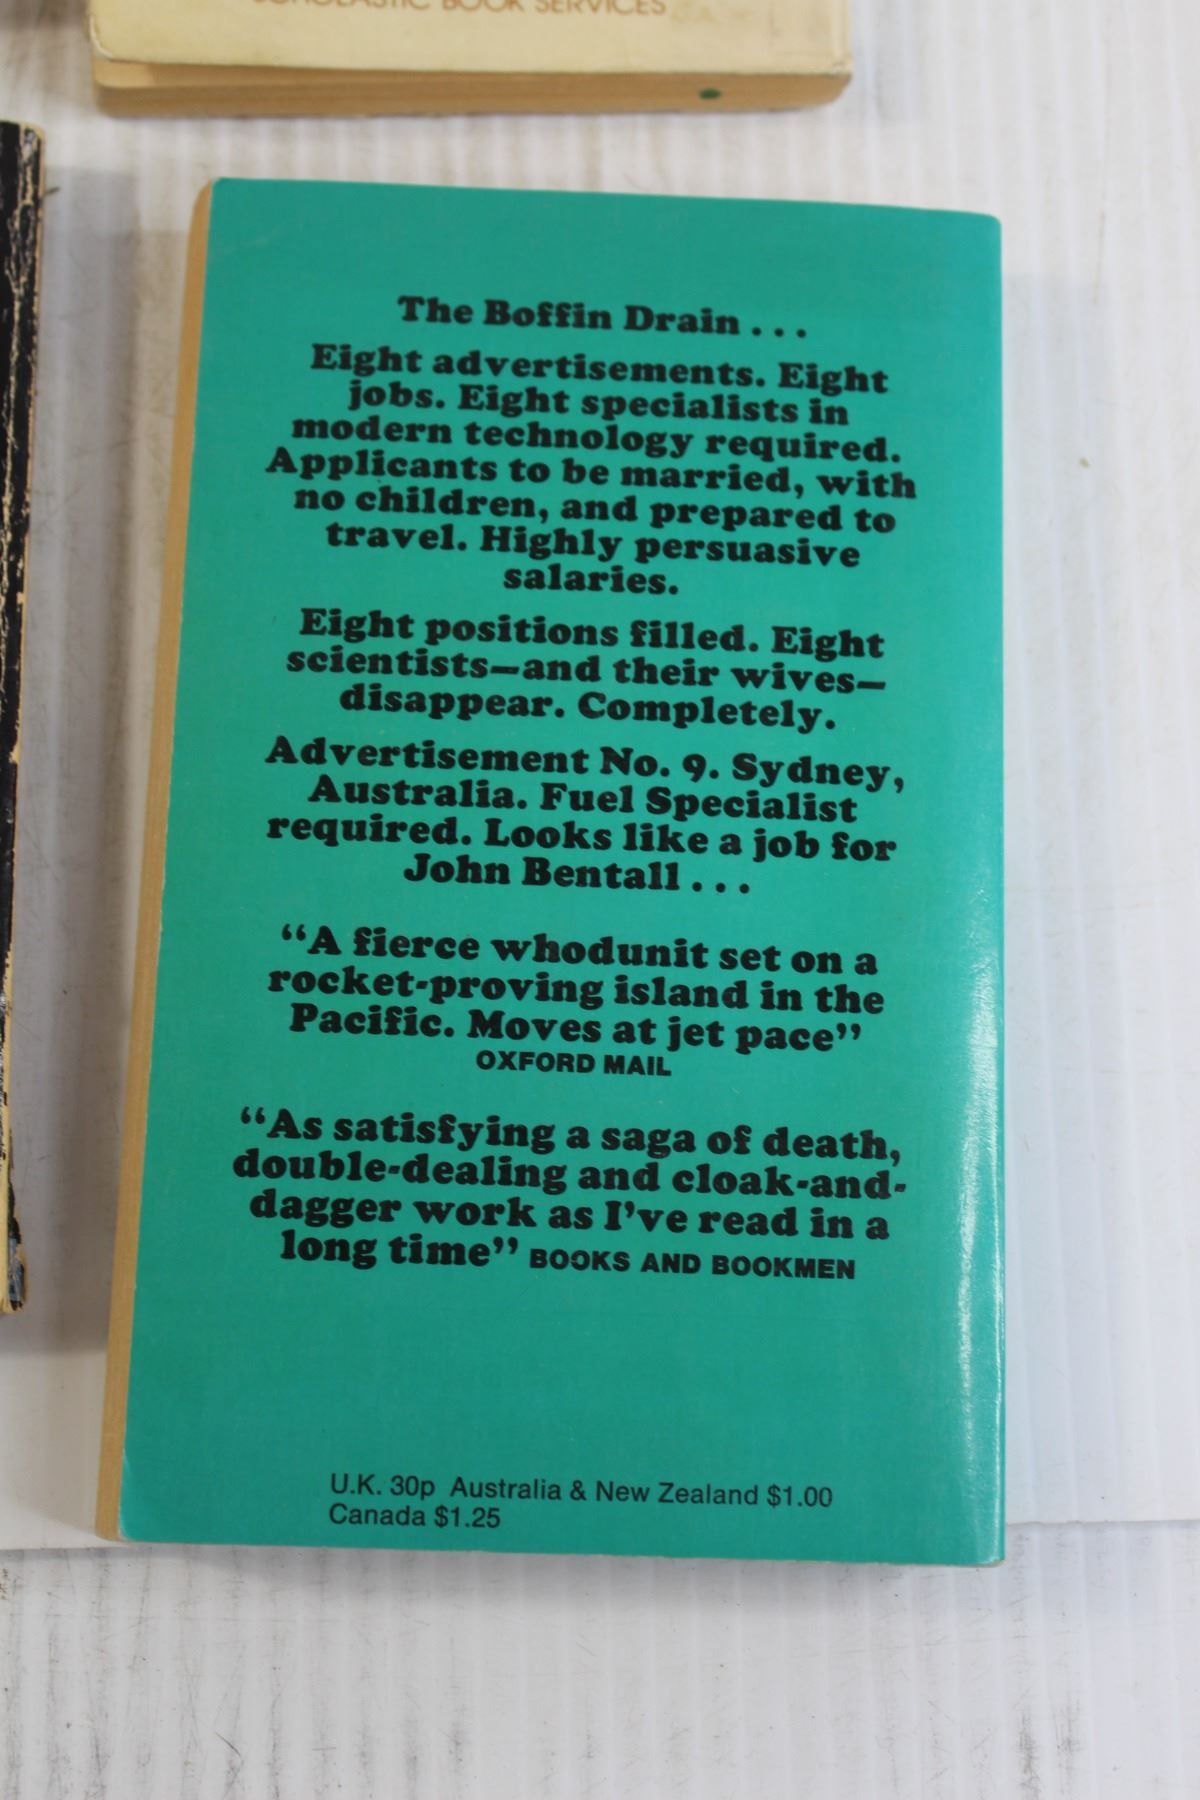 SCHOLASTIC BOOK SERVICES
The Boffin Drain . . .
Eight advertisements. Eight
jobs. Eight specialists in
modern technology required.
Applicants to be married, with
no children, and prepared to
travel. Highly persuasive
salaries.
Eight positions filled. Eight
scientists—and their wives—
disappear. Completely.
Advertisement No. 9. Sydney,
Australia. Fuel Specialist
required. Looks like a job for
John Bentall . . .
“A fierce whodunit set on a
rocket-proving island in the
Pacific. Moves at jet pace”
OXFORD MAIL
“As satisfying a saga of death,
double-dealing and cloak-and-
dagger work as I’ve read in a
long time” BOOKS AND BOOKMEN
U.K. 30p Australia & New Zealand $1.00
Canada $1.25